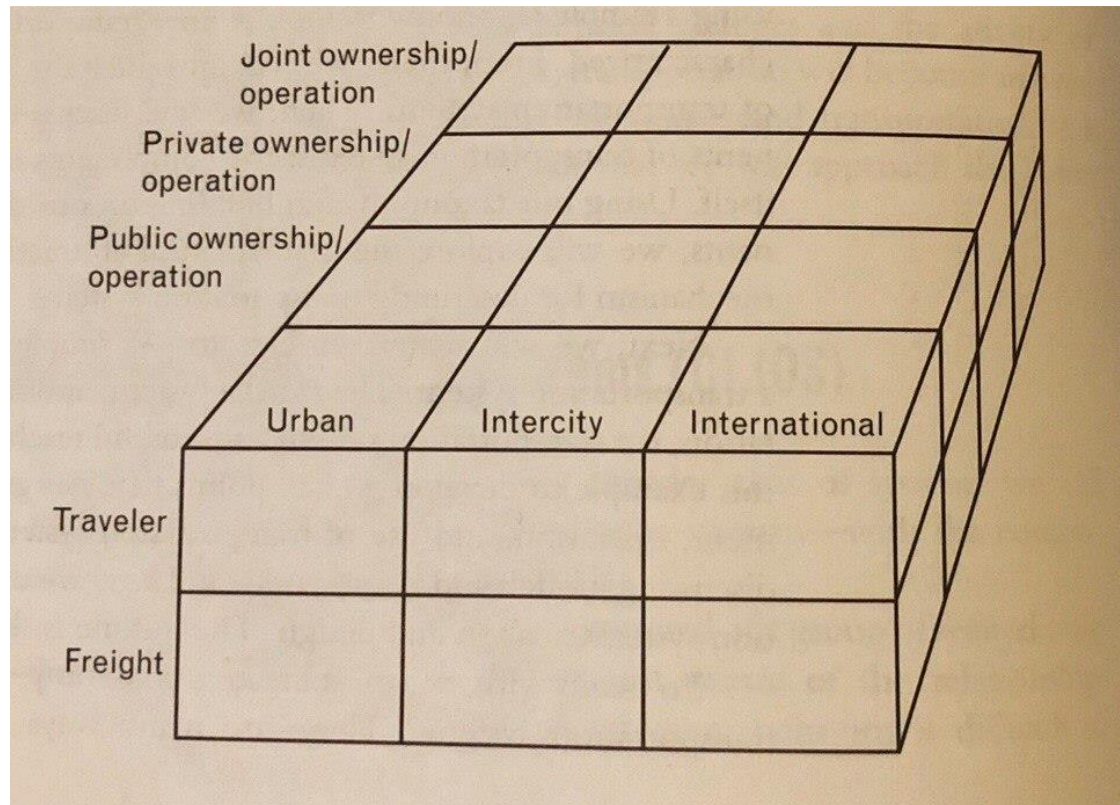 Joint ownership/
operation
Private ownership/
operation
Public ownership/
operation
Urban
Intercity
International
Traveler
Freight